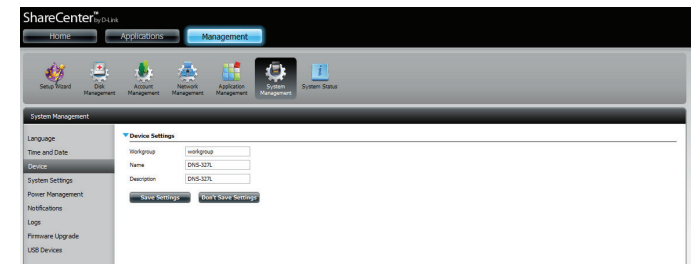 ShareCenter™ by D-Link
Home Applications Management
Setup Wizard Disk Management Account Management Network Management Application Management System Management System Status
System Management
Language
Time and Date
Device
System Settings
Power Management
Notifications
Logs
Firmware Upgrade
USB Devices
Device Settings
Workgroup workgroup
Name DNS-327L
Description DNS-327L
Save Settings Don't Save Settings